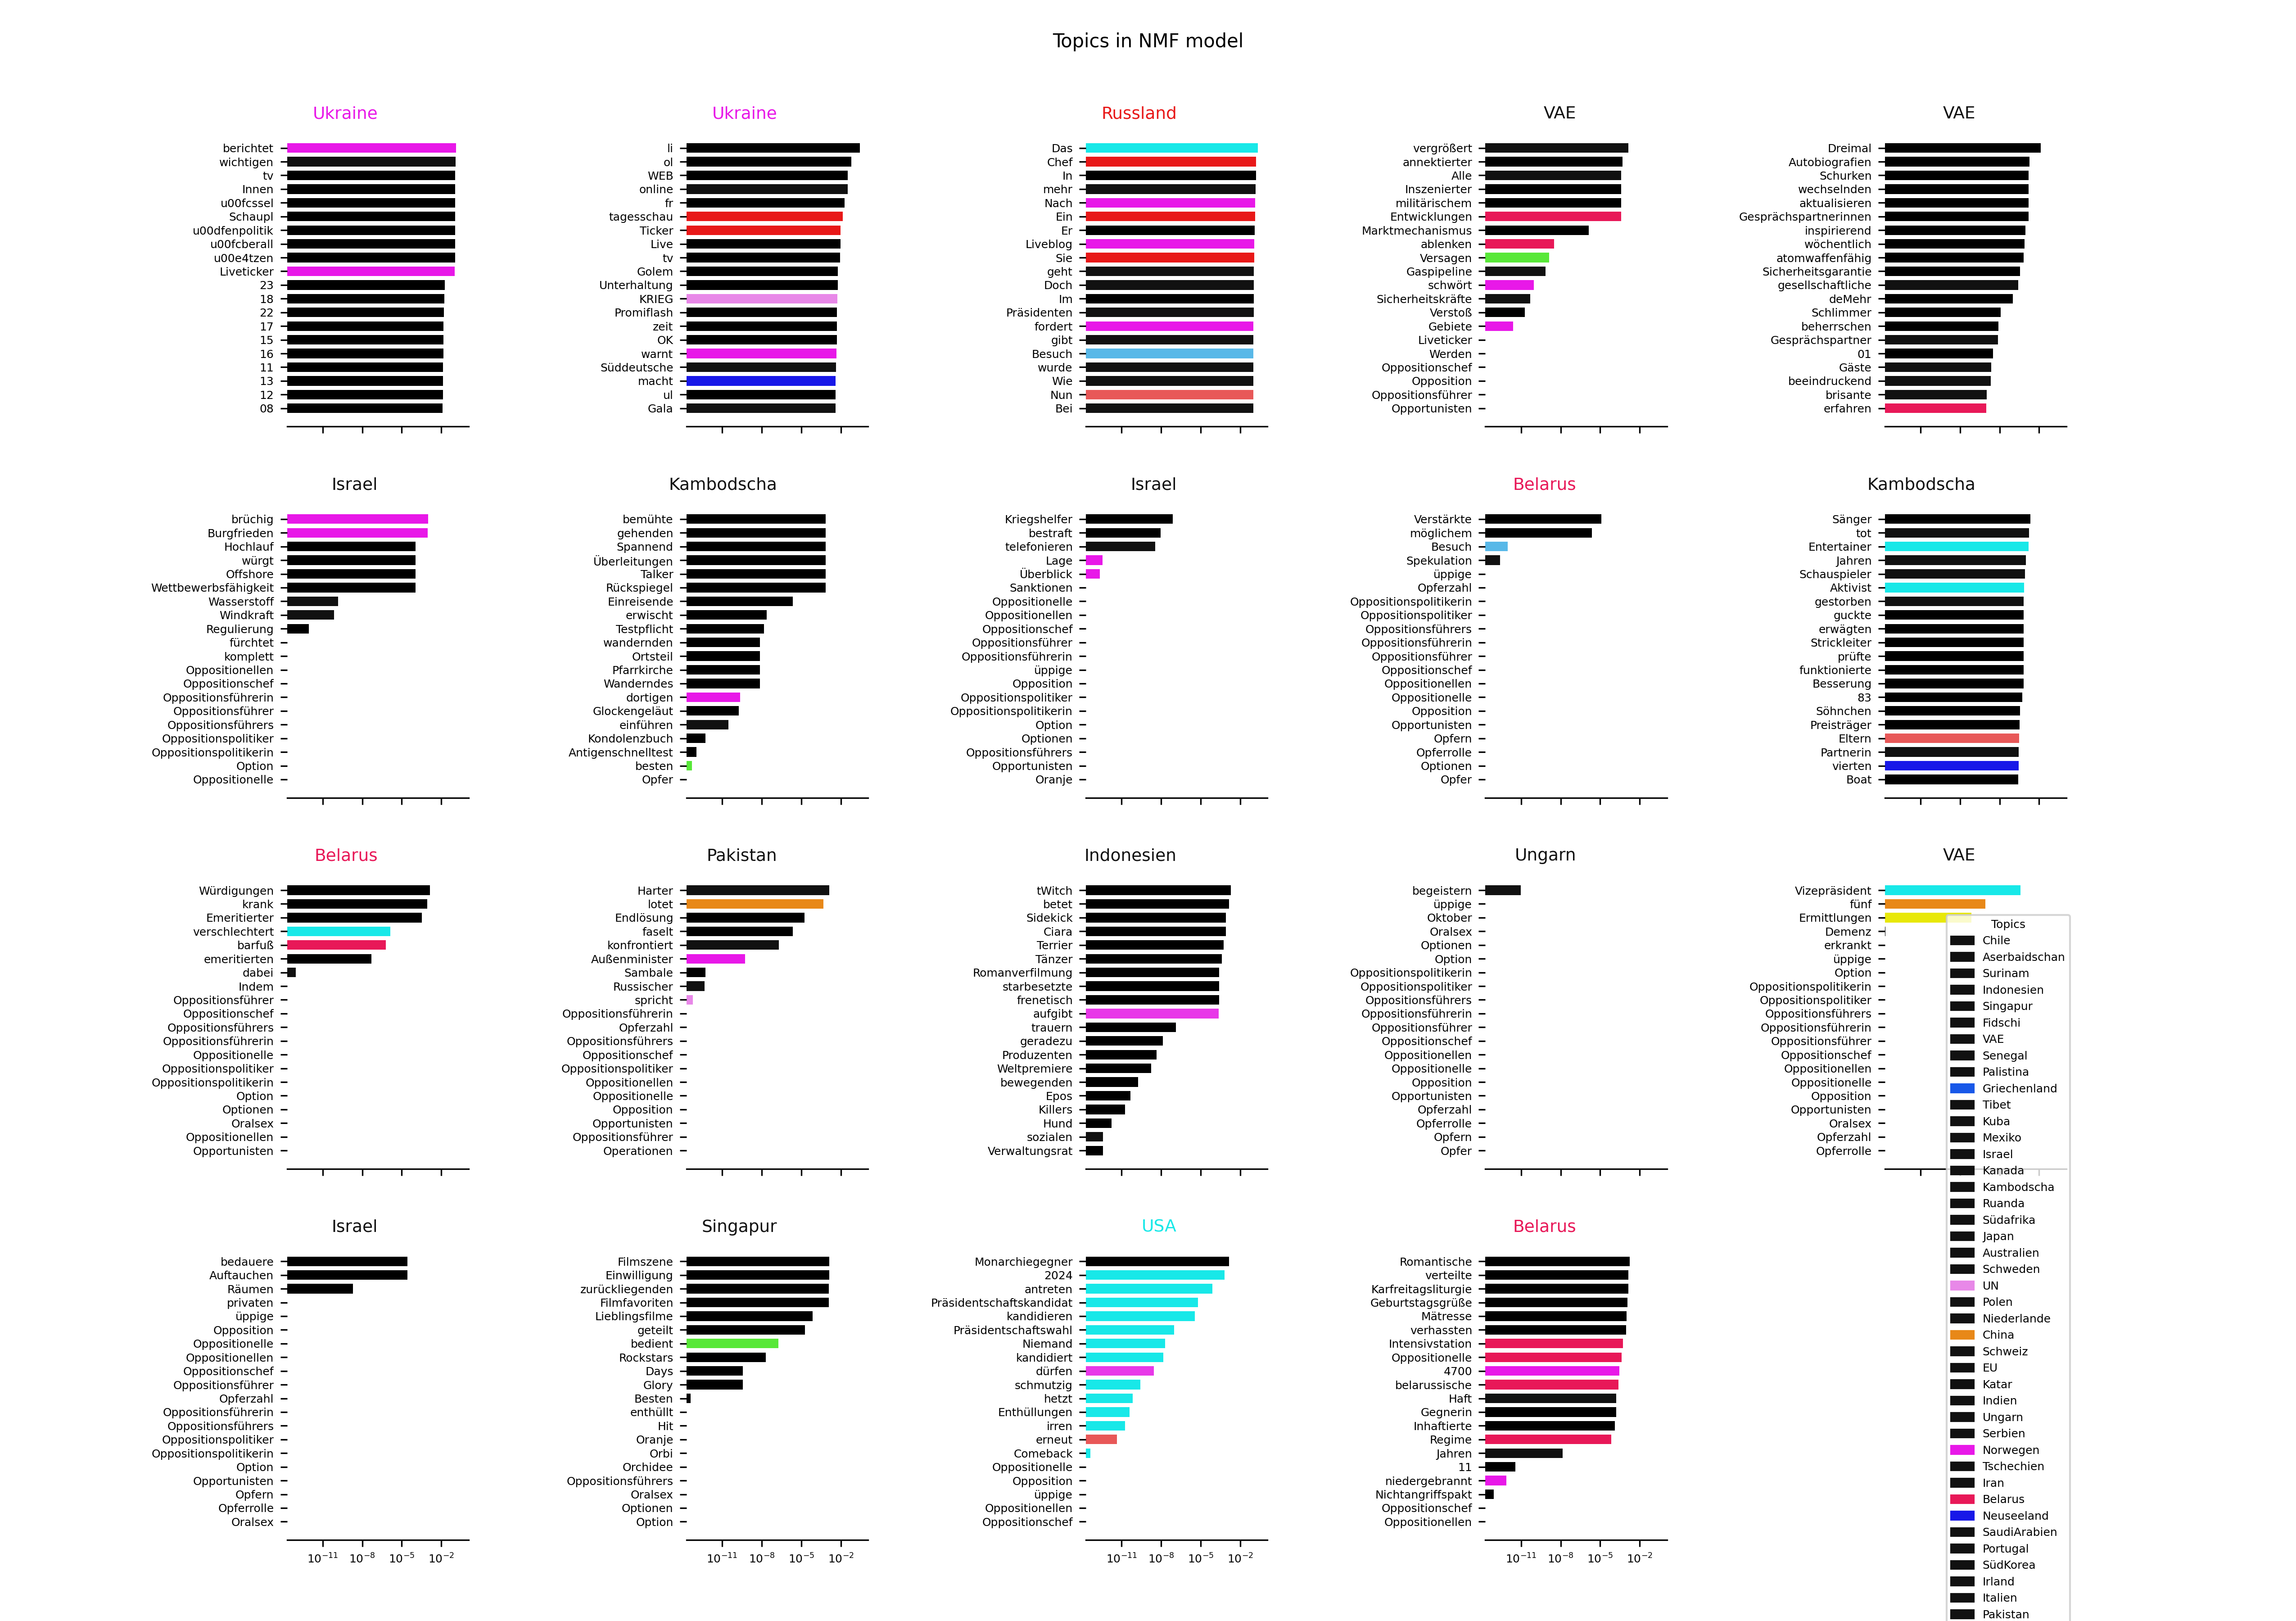 Topics in NMF model
Ukraine
berichtet
wichtigen
tv
Innen
u00fcssel
Schaupl
u00dfenpolitik
u00fcberall
u00e4tzen
Liveticker
23
18
22
17
15
16
11
13
12
08
Ukraine
li
ol
WEB
online
fr
tagesschau
Ticker
Live
tv
Golem
Unterhaltung
KRIEG
Promiflash
zeit
OK
warnt
Süddeutsche
macht
ul
Gala
Russland
Das
Chef
In
mehr
Nach
Ein
Er
Liveblog
Sie
geht
Doch
Im
Präsidenten
fordert
gibt
Besuch
wurde
Wie
Nun
Bei
VAE
vergrößert
annektierter
Alle
Inszenierter
militärischem
Entwicklungen
Marktmechanismus
ablenken
Versagen
Gaspipeline
schwört
Sicherheitskräfte
Verstoß
Gebiete
Liveticker
Werden
Oppositionschef
Opposition
Oppositionsführer
Opportunisten
VAE
Dreimal
Autobiografien
Schurken
wechselnden
aktualisieren
Gesprächspartnerinnen
inspirierend
wöchentlich
atomwaffenfähig
Sicherheitsgarantie
gesellschaftliche
deMehr
Schlimmer
beherrschen
Gesprächspartner
01
Gäste
beeindruckend
brisante
erfahren
Israel
brüchig
Burgfrieden
Hochlauf
würgt
Offshore
Wettbewerbsfähigkeit
Wasserstoff
Windkraft
Regulierung
fürchtet
komplett
Oppositionellen
Oppositionschef
Oppositionsführerin
Oppositionsführer
Oppositionsführers
Oppositionspolitiker
Oppositionspolitikerin
Option
Oppositionelle
Kambodscha
bemühte
gehenden
Spannend
Überleitungen
Talker
Rückspiegel
Einreisende
erwischt
Testpflicht
wandernden
Ortsteil
Pfarrkirche
Wanderndes
dortigen
Glockengeläut
einführen
Kondolenzbuch
Antigenschnelltest
besten
Opfer
Israel
Kriegshelfer
bestraft
telefonieren
Lage
Überblick
Sanktionen
Oppositionelle
Oppositionellen
Oppositionschef
Oppositionsführer
Oppositionsführerin
üppige
Opposition
Oppositionspolitiker
Oppositionspolitikerin
Option
Optionen
Oppositionsführers
Opportunisten
Oranje
Belarus
Verstärkte
möglichem
Besuch
Spekulation
üppige
Opferzahl
Oppositionspolitikerin
Oppositionspolitiker
Oppositionsführers
Oppositionsführerin
Oppositionsführer
Oppositionschef
Oppositionellen
Oppositionelle
Opposition
Opportunisten
Opfern
Opferrolle
Optionen
Opfer
Kambodscha
Sänger
tot
Entertainer
Jahren
Schauspieler
Aktivist
gestorben
guckte
erwägten
Strickleiter
prüfte
funktionierte
Besserung
83
Söhnchen
Preisträger
Eltern
Partnerin
vierten
Boat
Belarus
Würdigungen
krank
Emeritierter
verschlechtert
barfuß
emeritierten
dabei
Indem
Oppositionsführer
Oppositionschef
Oppositionsführers
Oppositionsführerin
Oppositionelle
Oppositionspolitiker
Oppositionspolitikerin
Option
Optionen
Oralsex
Oppositionellen
Opportunisten
Pakistan
Harter
lotet
Endlösung
faselt
konfrontiert
Außenminister
Sambale
Russischer
spricht
Oppositionsführerin
Opferzahl
Oppositionsführers
Oppositionschef
Oppositionspolitiker
Oppositionellen
Oppositionelle
Opposition
Opportunisten
Oppositionsführer
Operationen
Indonesien
tWitch
betet
Sidekick
Ciara
Terrier
Tänzer
Romanverfilmung
starbesetzte
frenetisch
aufgibt
trauern
geradezu
Produzenten
Weltpremiere
bewegenden
Epos
Killers
Hund
sozialen
Verwaltungsrat
Ungarn
begeistern
üppige
Oktober
Oralsex
Optionen
Option
Oppositionspolitikerin
Oppositionspolitiker
Oppositionsführers
Oppositionsführerin
Oppositionsführer
Oppositionschef
Oppositionellen
Oppositionelle
Opposition
Opportunisten
Opferzahl
Opferrolle
Opfern
Opfer
VAE
Vizepräsident
fünf
Ermittlungen
Demenz
erkrankt
üppige
Option
Oppositionspolitikerin
Oppositionspolitiker
Oppositionsführers
Oppositionsführerin
Oppositionsführer
Oppositionschef
Oppositionellen
Oppositionelle
Opposition
Opportunisten
Oralsex
Opferzahl
Opferrolle
Israel
bedauere
Auftauchen
Räumen
privaten
üppige
Opposition
Oppositionelle
Oppositionellen
Oppositionschef
Oppositionsführer
Opferzahl
Oppositionsführerin
Oppositionsführers
Oppositionspolitiker
Oppositionspolitikerin
Option
Opportunisten
Opfern
Opferrolle
Oralsex
10⁻¹¹ 10⁻⁸ 10⁻⁵ 10⁻²
Singapur
Filmszene
Einwilligung
zurückliegenden
Filmfavoriten
Lieblingsfilme
geteilt
bedient
Rockstars
Days
Glory
Besten
enthüllt
Hit
Oranje
Orbi
Orchidee
Oppositionsführers
Oralsex
Optionen
Option
10⁻¹¹ 10⁻⁸ 10⁻⁵ 10⁻²
USA
Monarchiegegner
2024
antreten
Präsidentschaftskandidat
kandidieren
Präsidentschaftswahl
Niemand
kandidiert
dürfen
schmutzig
hetzt
Enthüllungen
irren
erneut
Comeback
Oppositionelle
Opposition
üppige
Oppositionellen
Oppositionschef
10⁻¹¹ 10⁻⁸ 10⁻⁵ 10⁻²
Belarus
Romantische
verteilte
Karfreitagsliturgie
Geburtstagsgrüße
Mätresse
verhassten
Intensivstation
Oppositionelle
4700
belarussische
Haft
Gegnerin
Inhaftierte
Regime
Jahren
11
niedergebrannt
Nichtangriffspakt
Oppositionschef
Oppositionellen
10⁻¹¹ 10⁻⁸ 10⁻⁵ 10⁻²
Topics
Chile
Aserbaidschan
Surinam
Indonesien
Singapur
Fidschi
VAE
Senegal
Palistina
Griechenland
Tibet
Kuba
Mexiko
Israel
Kanada
Kambodscha
Ruanda
Südafrika
Japan
Australien
Schweden
UN
Polen
Niederlande
China
Schweiz
EU
Katar
Indien
Ungarn
Serbien
Norwegen
Tschechien
Iran
Belarus
Neuseeland
SaudiArabien
Portugal
SüdKorea
Irland
Italien
Pakistan